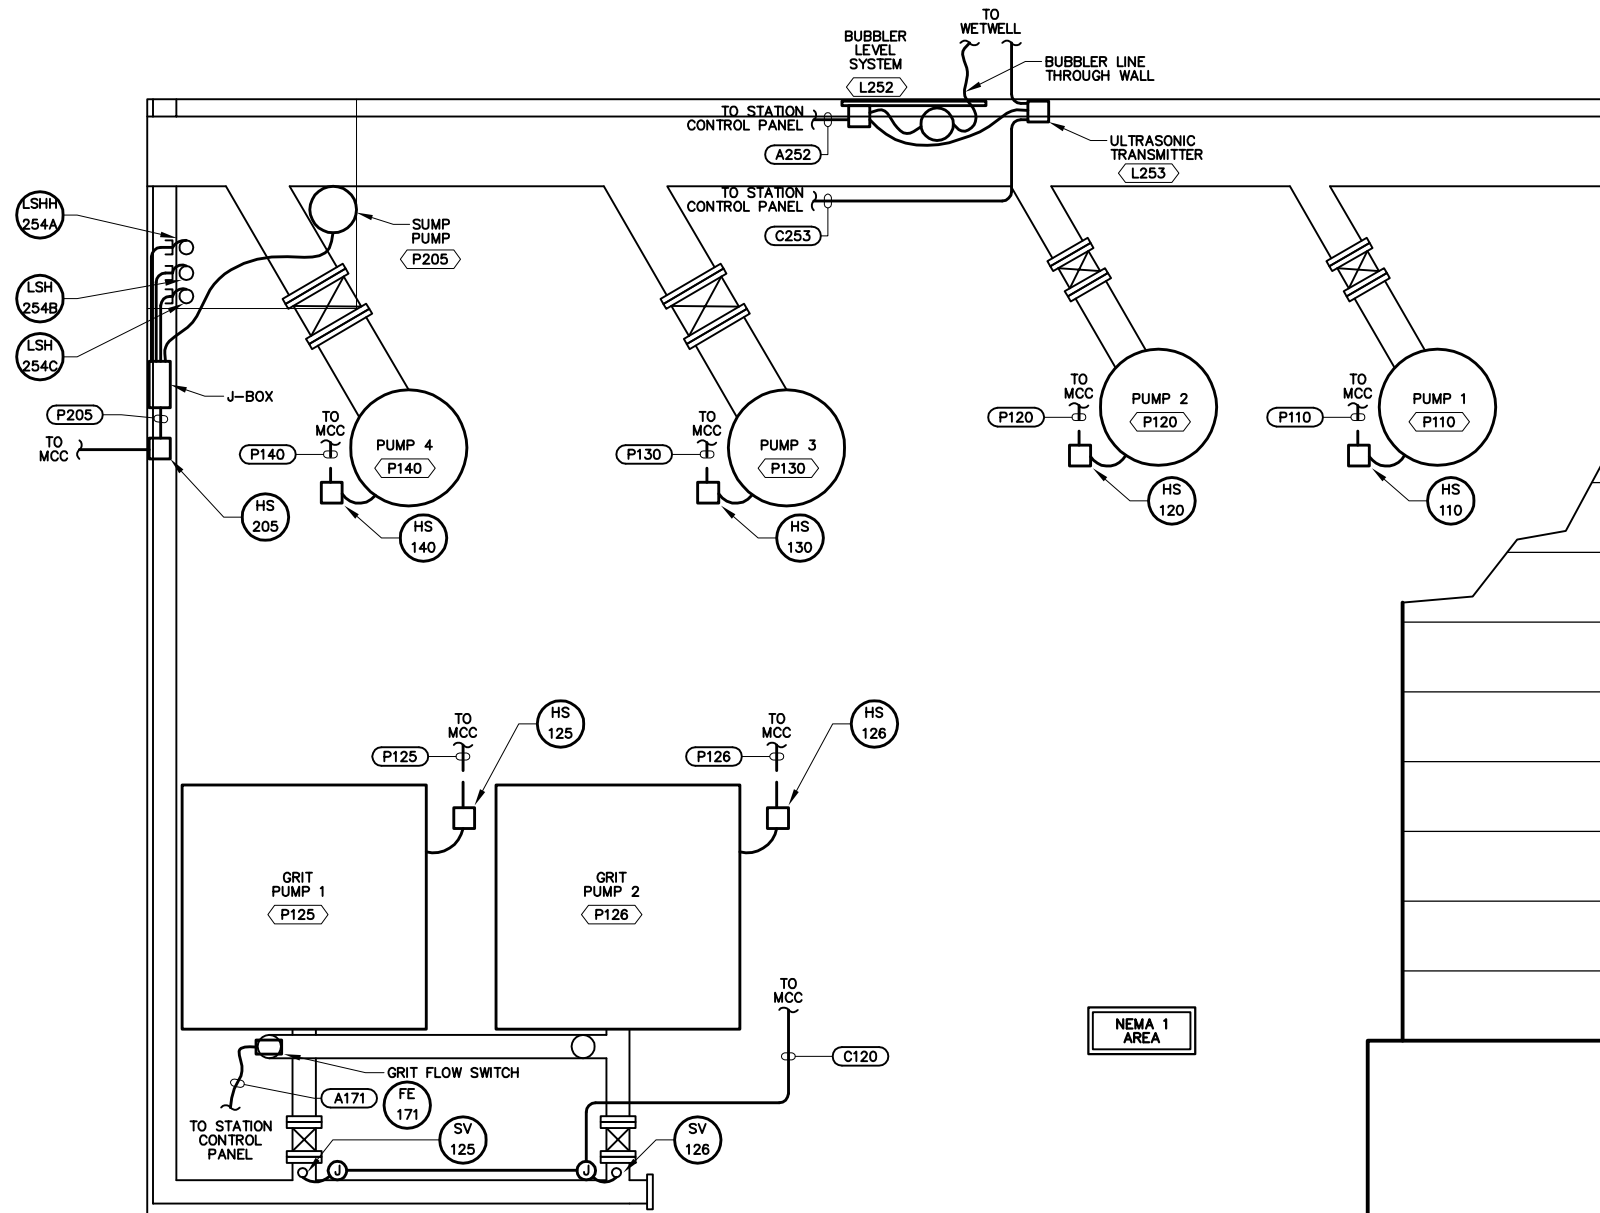 TO
WETWELL
BUBBLER
LEVEL
SYSTEM
L252
BUBBLER LINE
THROUGH WALL
TO STATION
CONTROL PANEL
A252
ULTRASONIC
TRANSMITTER
L253
TO STATION
CONTROL PANEL
C253
LSHH
254A
LSH
254B
LSH
254C
SUMP
PUMP
P205
J-BOX
P205
TO
MCC
HS
205
TO
MCC
P140
PUMP 4
P140
HS
140
TO
MCC
P130
PUMP 3
P130
HS
130
TO
MCC
P120
PUMP 2
P120
HS
120
TO
MCC
P110
PUMP 1
P110
HS
110
TO
MCC
P125
HS
125
TO
MCC
P126
HS
126
GRIT
PUMP 1
P125
GRIT
PUMP 2
P126
TO
MCC
C120
NEMA 1
AREA
GRIT FLOW SWITCH
A171
FE
171
TO STATION
CONTROL
PANEL
SV
125
SV
126
J
J